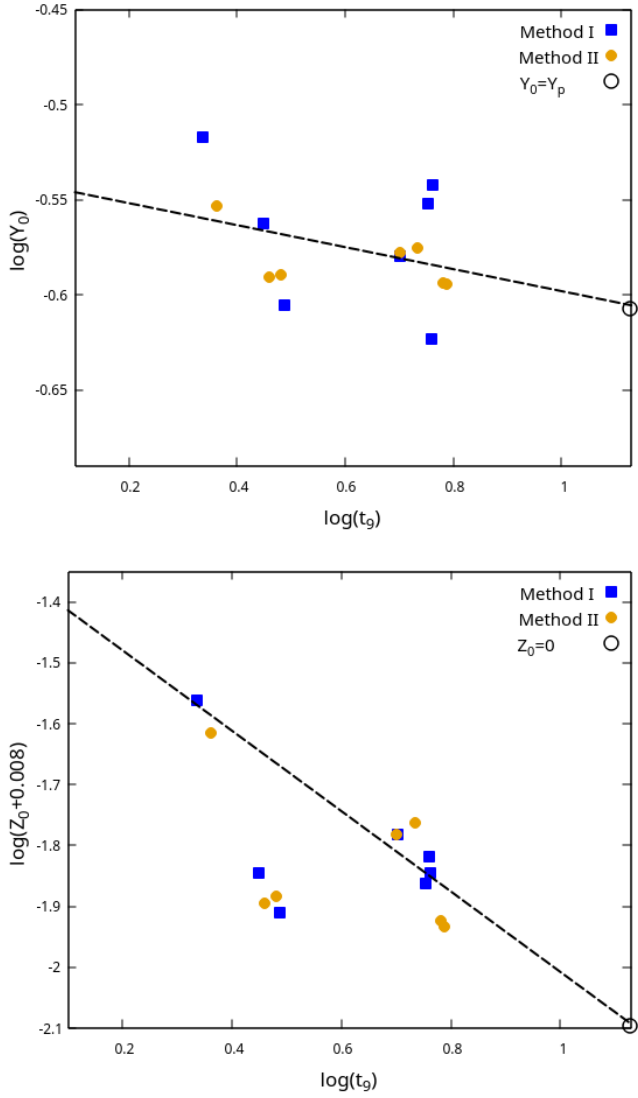 -0.45
-0.5
-0.55
-0.6
-0.65
log(Y₀)
Method I
Method II
Y₀=Yₚ
0.2 0.4 0.6 0.8 1
log(t₉)
-1.4
-1.5
-1.6
-1.7
-1.8
-1.9
-2
-2.1
log(Z₀+0.008)
Method I
Method II
Z₀=0
0.2 0.4 0.6 0.8 1
log(t₉)